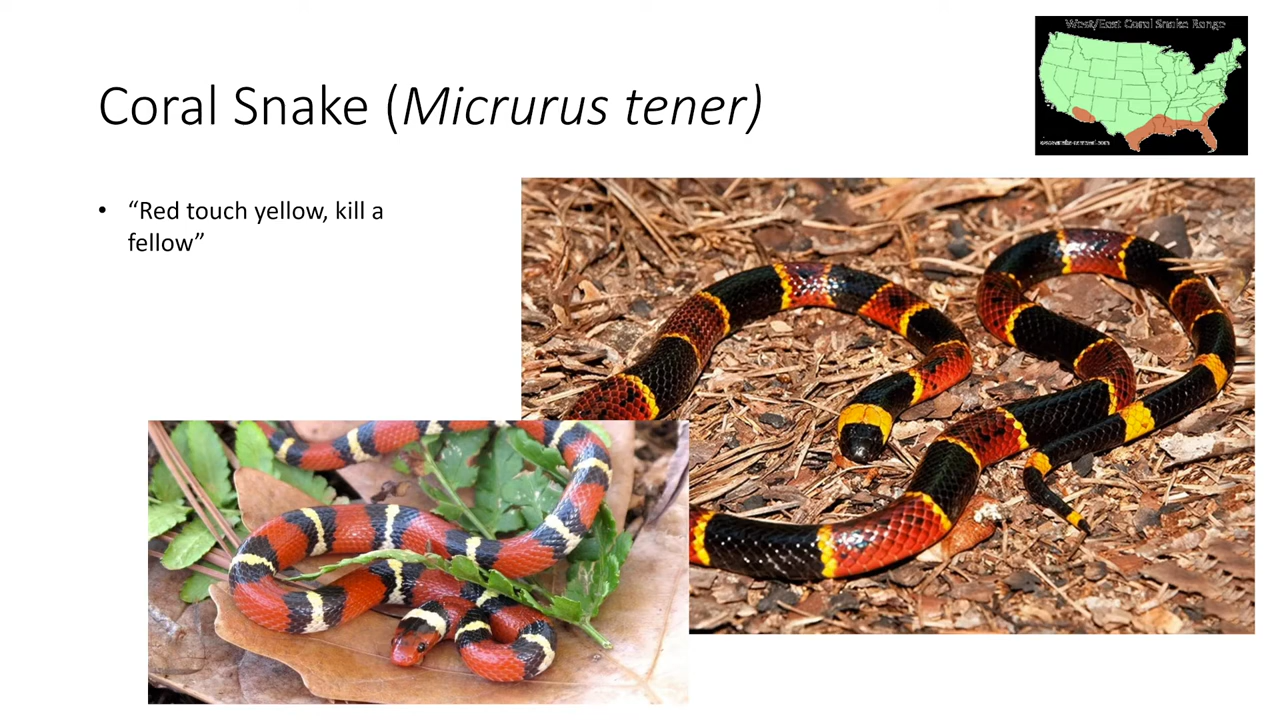 West/East Coral Snake Range
Coral Snake (Micrurus tener)
• “Red touch yellow, kill a
fellow”